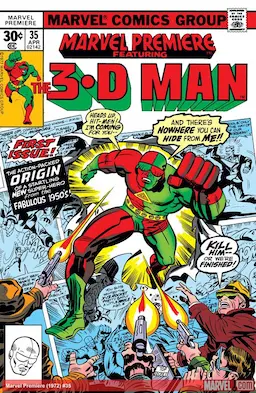 MARVEL COMICS GROUP
MARVEL PREMIERE
30¢
35
APR
02142
MARVEL PREMIERE
FEATURING
THE 3-D MAN
HEADS UP,
HIT-MEN! I'M
COMING FOR
YOU--
AND THERE'S
NOWHERE YOU CAN
HIDE FROM ME!!
FIRST
ISSUE!
THE ACTION-PACKED
ORIGIN
OF A STARTLING
NEW SUPER-HERO
FROM THE
FABULOUS 1950's!
KILL
HIM--
OR WE'RE
FINISHED!
Marvel Premiere (1972) #35
MARVEL
.com